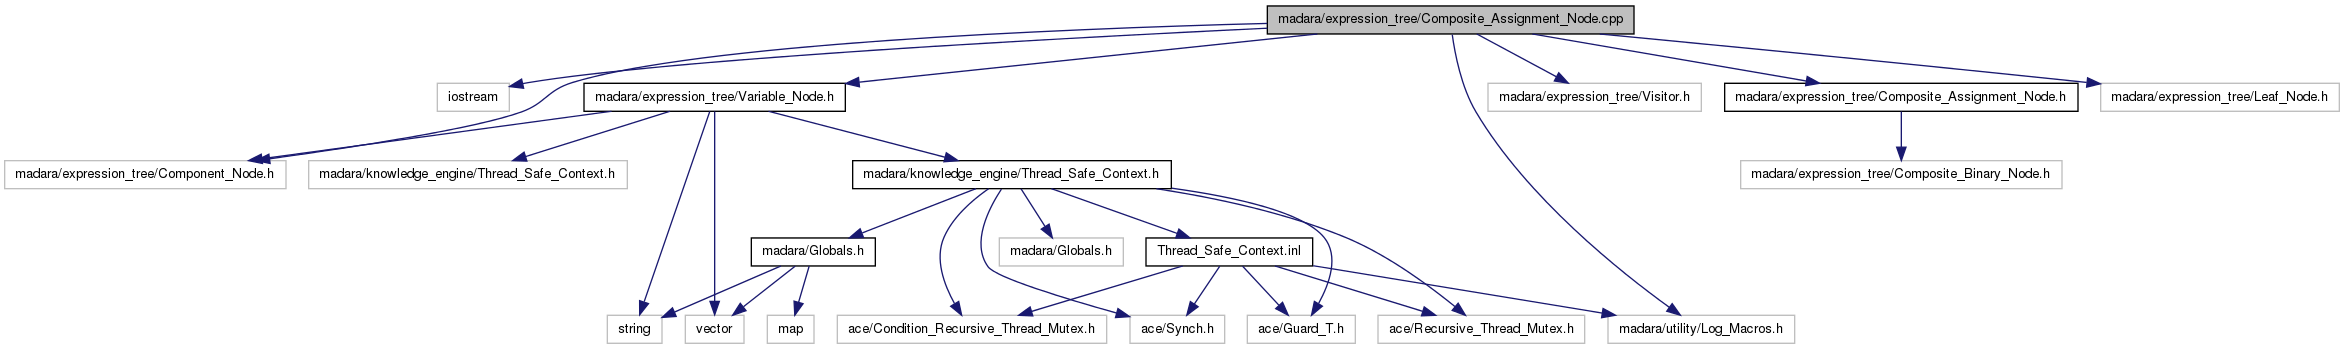 madara/expression_tree/Composite_Assignment_Node.cpp
iostream
madara/expression_tree/Variable_Node.h
madara/expression_tree/Visitor.h
madara/expression_tree/Composite_Assignment_Node.h
madara/expression_tree/Leaf_Node.h
madara/expression_tree/Component_Node.h
madara/knowledge_engine/Thread_Safe_Context.h
madara/knowledge_engine/Thread_Safe_Context.h
madara/expression_tree/Composite_Binary_Node.h
madara/Globals.h
madara/Globals.h
Thread_Safe_Context.inl
string
vector
map
ace/Condition_Recursive_Thread_Mutex.h
ace/Synch.h
ace/Guard_T.h
ace/Recursive_Thread_Mutex.h
madara/utility/Log_Macros.h